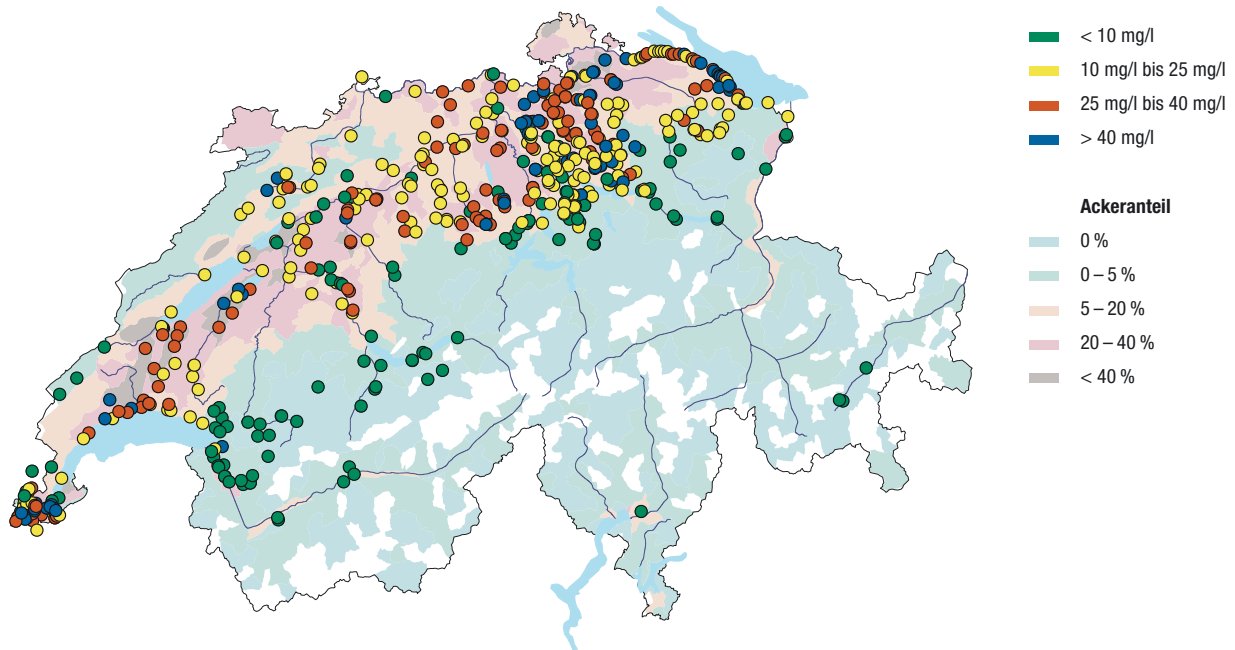 < 10 mg/l
10 mg/l bis 25 mg/l
25 mg/l bis 40 mg/l
> 40 mg/l
Ackeranteil
0 %
0 – 5 %
5 – 20 %
20 – 40 %
< 40 %